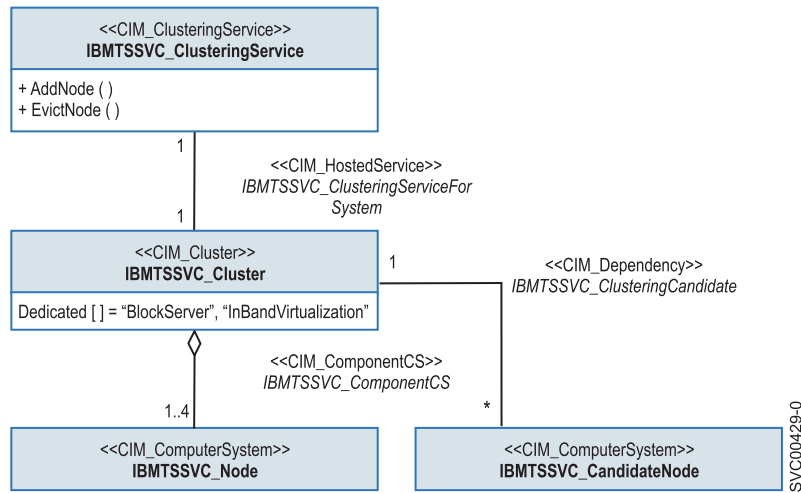 <<CIM_ClusteringService>>
IBMTSSVC_ClusteringService
+ AddNode ( )
+ EvictNode ( )
1
<<CIM_HostedService>>
IBMTSSVC_ClusteringServiceFor
System
1
<<CIM_Cluster>>
IBMTSSVC_Cluster
Dedicated [ ] = “BlockServer”, “InBandVirtualization”
1
<<CIM_Dependency>>
IBMTSSVC_ClusteringCandidate
<<CIM_ComponentCS>>
IBMTSSVC_ComponentCS
1..4
*
<<CIM_ComputerSystem>>
IBMTSSVC_Node
<<CIM_ComputerSystem>>
IBMTSSVC_CandidateNode
SVC00429-0